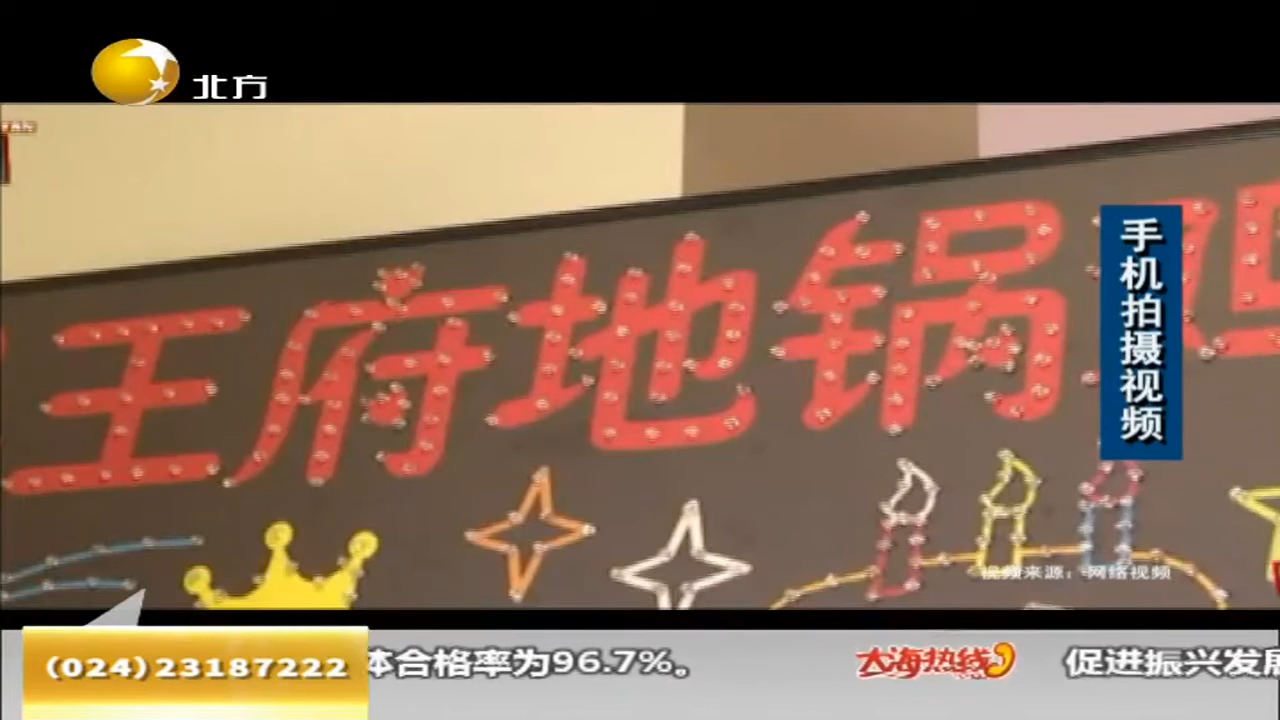 北方
王府地锅
手机拍摄视频
视频来源：网络视频
(024)23187222
体合格率为96.7%。
大海热线
促进振兴发展